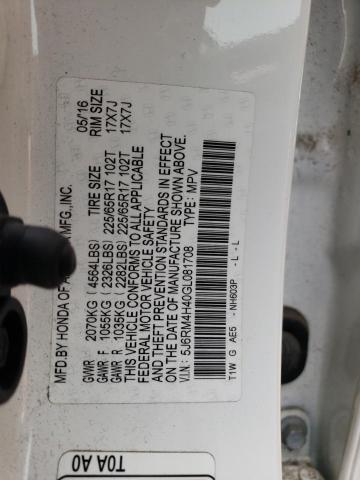 MFD.BY HONDA OF MFG.,INC. 05/16
GVWR 2070KG (4564LBS) TIRE SIZE RIM SIZE
GAWR F 1055KG (2326LBS) 225/65R17 102T 17X7J
GAWR R 1035KG (2282LBS) 225/65R17 102T 17X7J
THIS VEHICLE CONFORMS TO ALL APPLICABLE
FEDERAL MOTOR VEHICLE SAFETY
AND THEFT PREVENTION STANDARDS IN EFFECT
ON THE DATE OF MANUFACTURE SHOWN ABOVE.
5J6RM4H40GL081708 TYPE: MPV
T1W G AE5 - NH603P - L - L
T0A A0